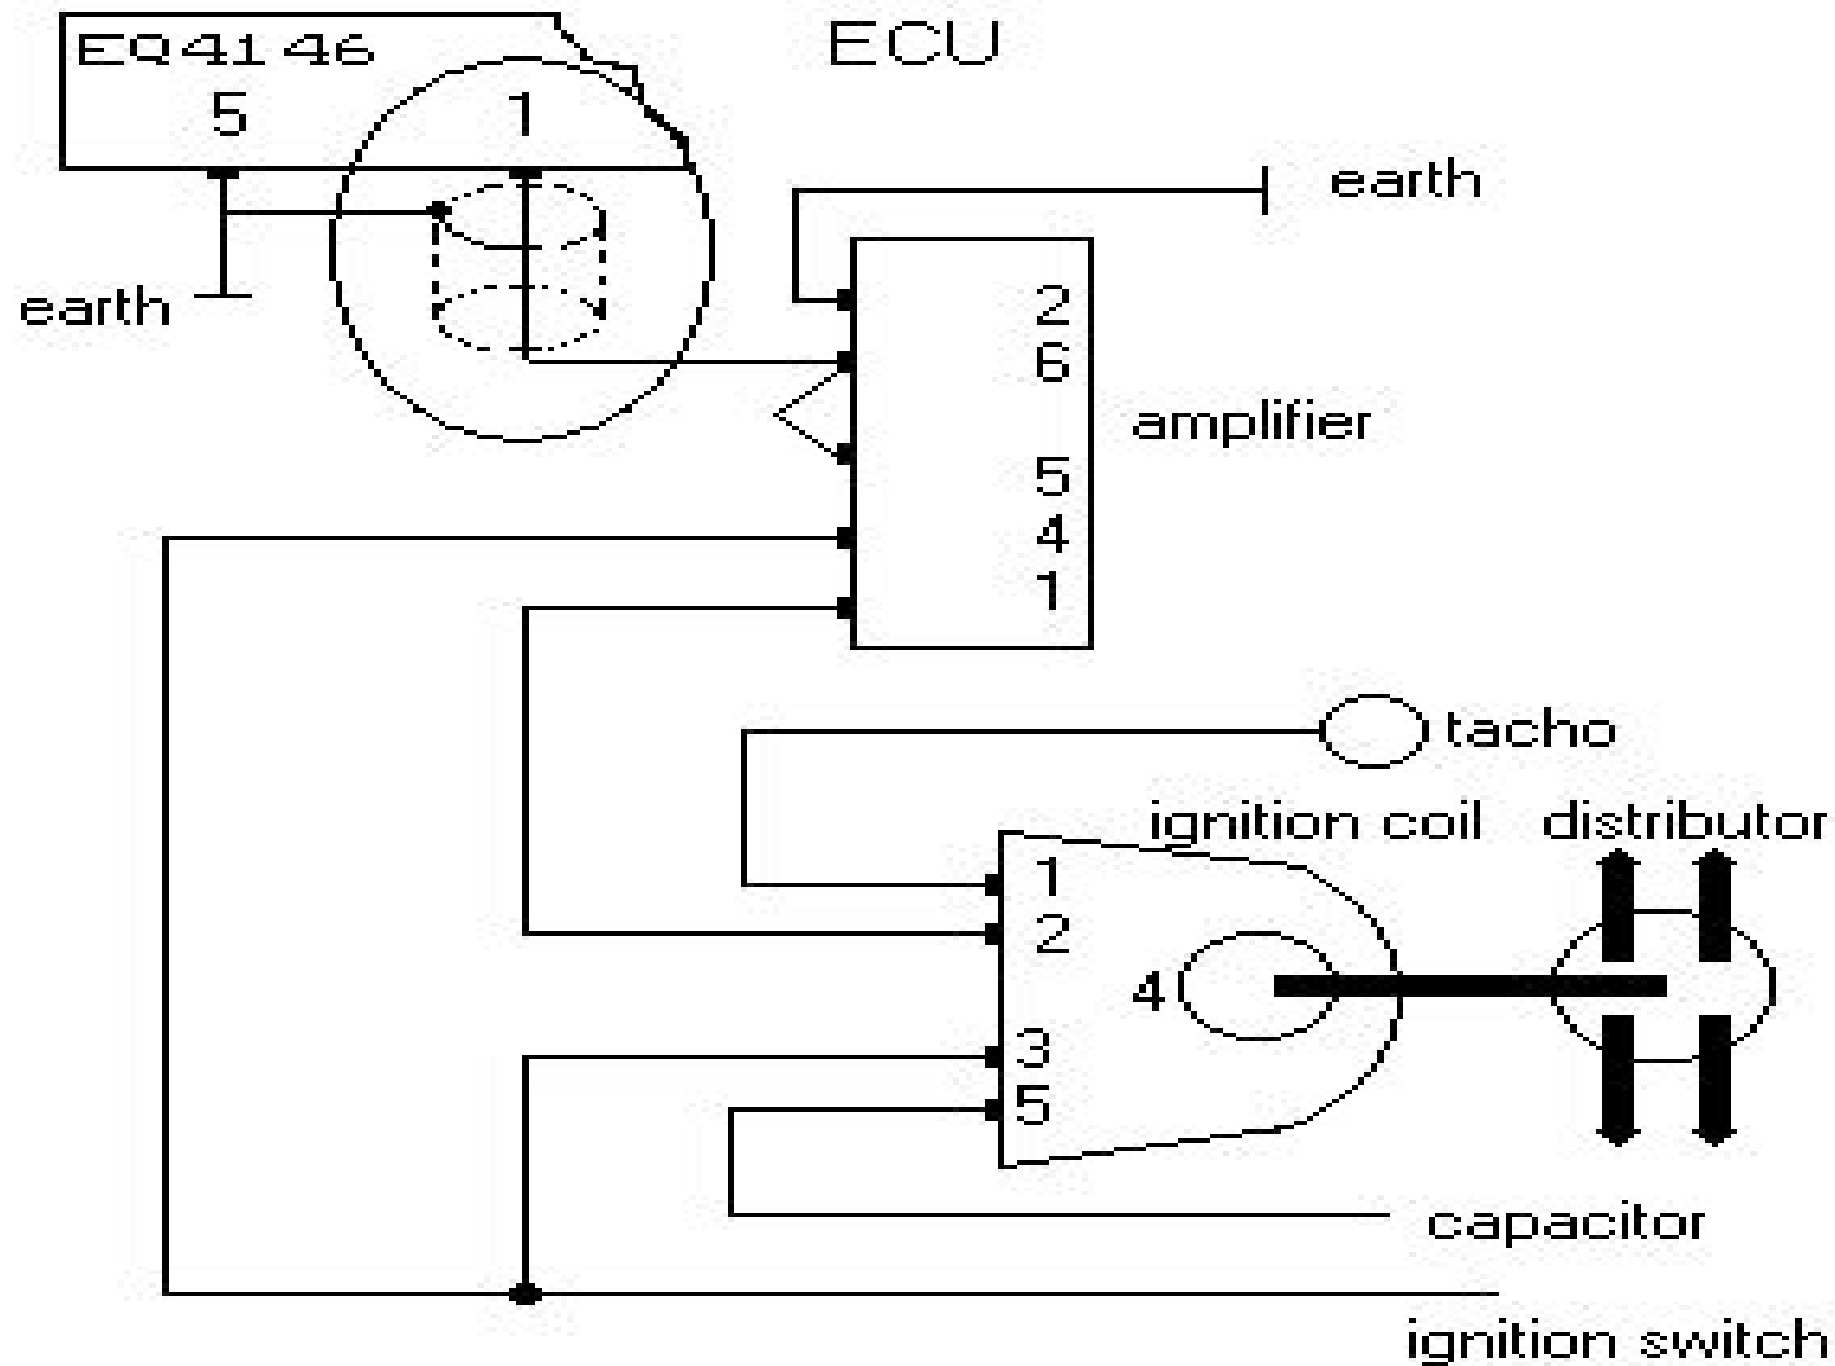 EQ4146
ECU
5 1
earth
earth
2
6
amplifier
5
4
1
tacho
ignition coil distributor
1
2
4
3
5
capacitor
ignition switch